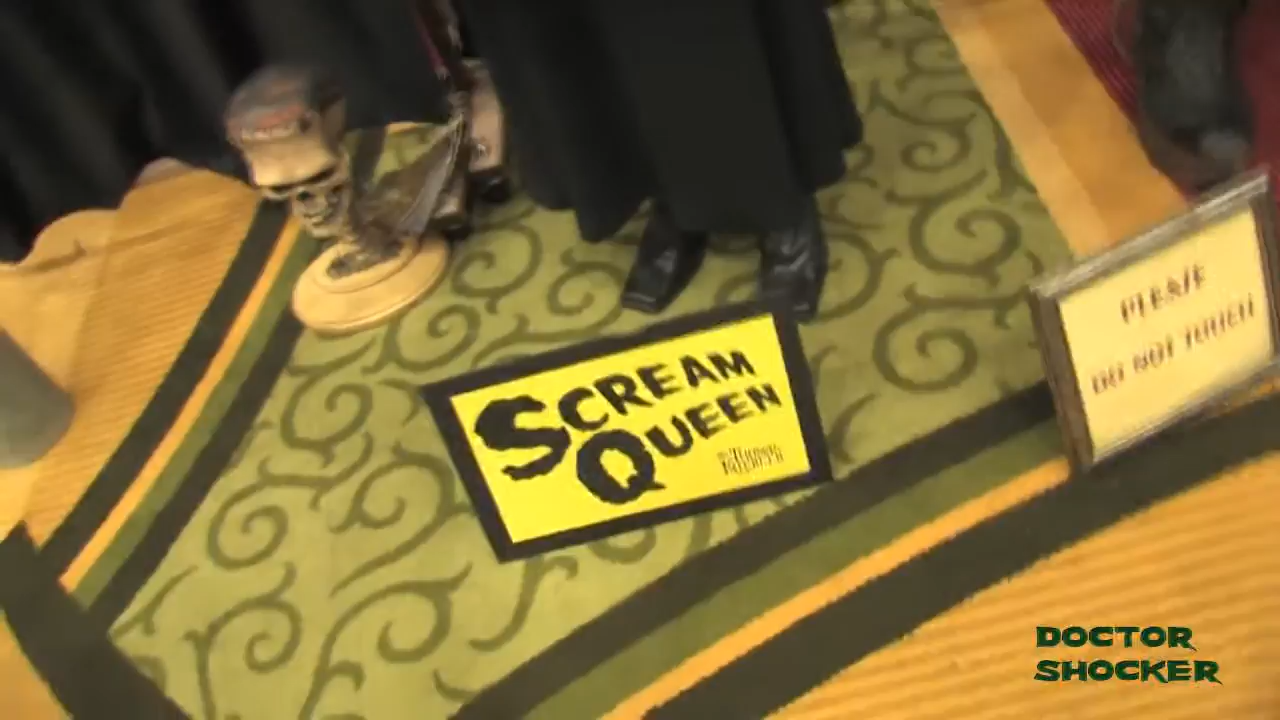 SCREAM
QUEEN
PLEASE
DO NOT TOUCH
DOCTOR
SHOCKER